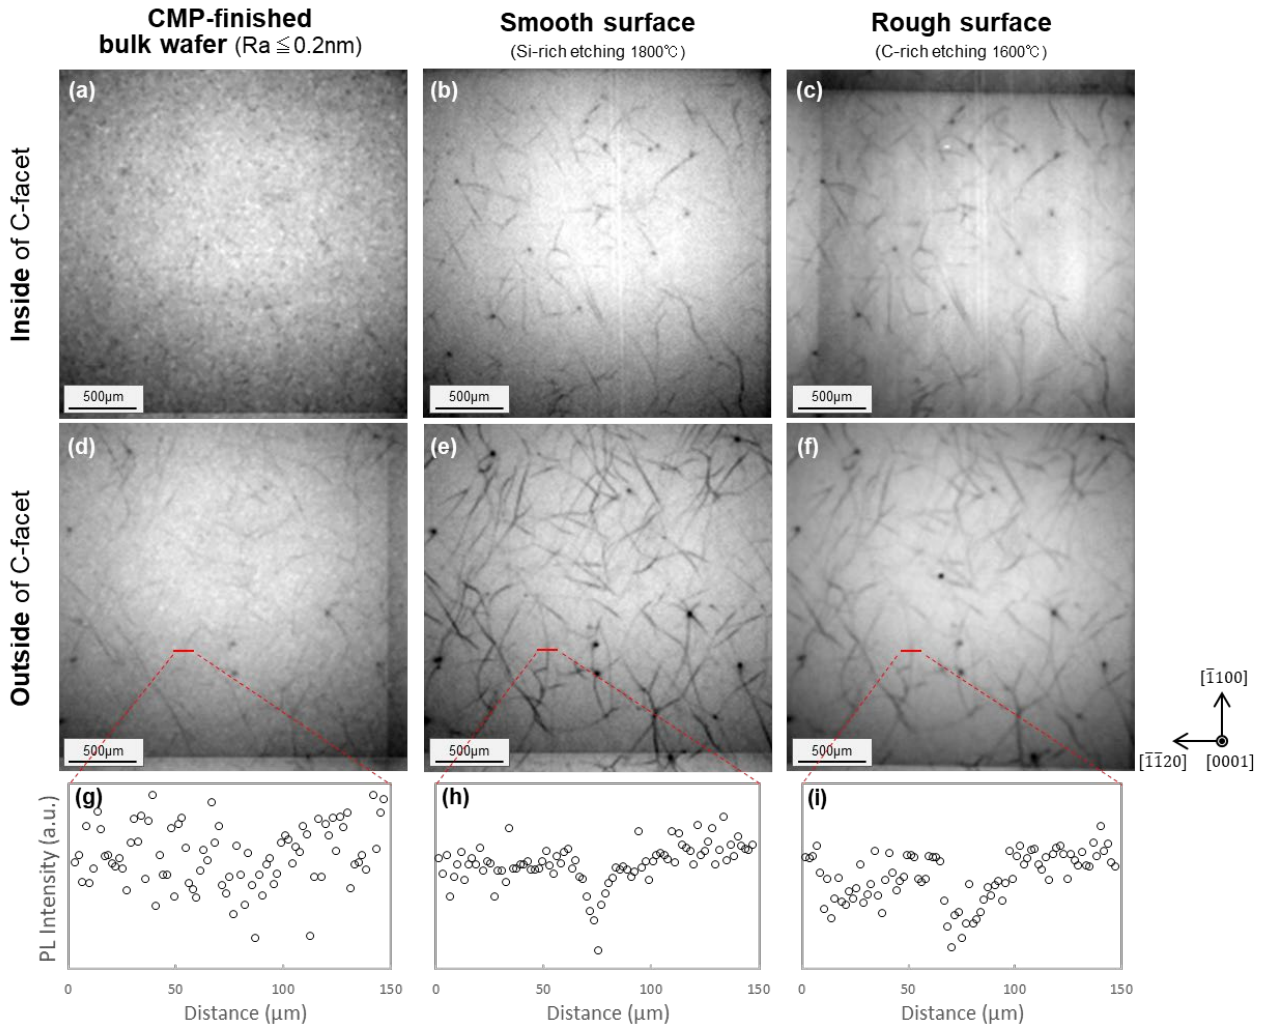 CMP-finished
bulk wafer (Ra ≦ 0.2nm)
Smooth surface
(Si-rich etching 1800℃)
Rough surface
(C-rich etching 1600℃)
Inside of C-facet
(a)
500μm
(b)
500μm
(c)
500μm
Outside of C-facet
(d)
500μm
(e)
500μm
(f)
500μm
[1̅100]
[1̅1̅20]
[0001]
PL Intensity (a.u.)
(g)
0 50 100 150
Distance (μm)
(h)
0 50 100 150
Distance (μm)
(i)
0 50 100 150
Distance (μm)